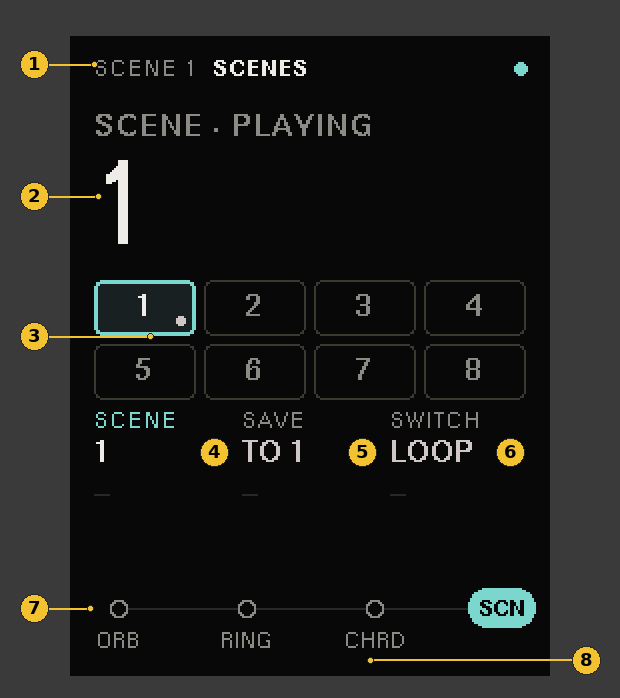 1 SCENE 1 SCENES
SCENE · PLAYING
2 1
1 2 3 4
3
5 6 7 8
SCENE SAVE SWITCH
1 4 TO 1 5 LOOP 6
7 SCN
ORB RING CHRD
8